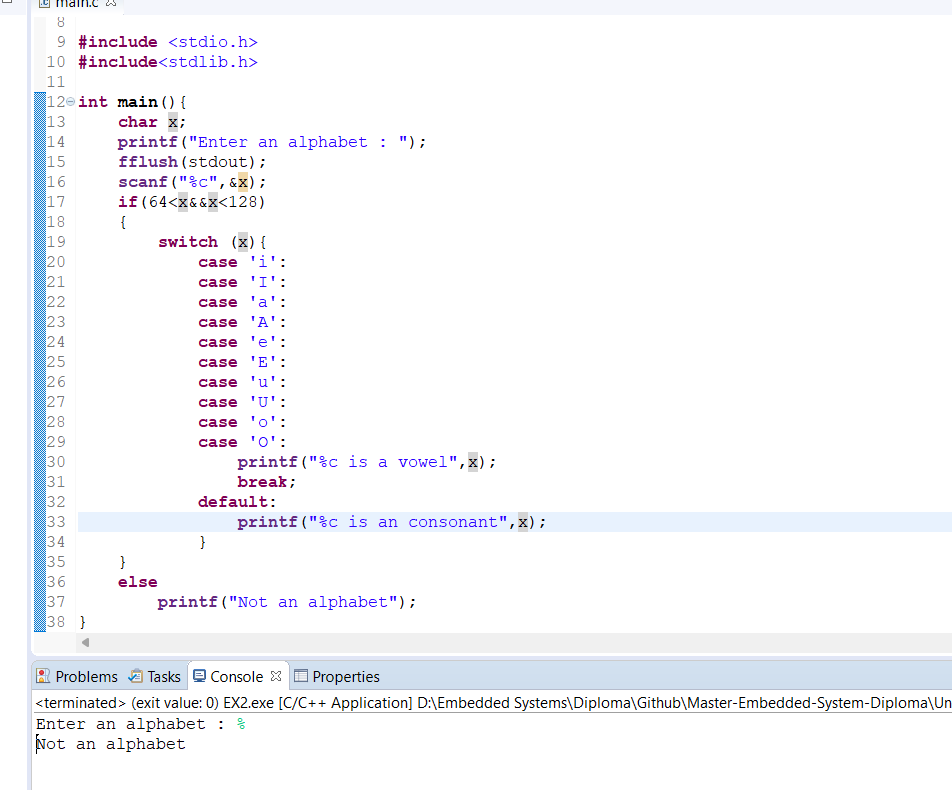 main.c
8
9 #include <stdio.h>
10 #include<stdlib.h>
11
12 int main(){
13     char x;
14     printf("Enter an alphabet : ");
15     fflush(stdout);
16     scanf("%c",&x);
17     if(64<x&&x<128)
18     {
19         switch (x){
20             case 'i':
21             case 'I':
22             case 'a':
23             case 'A':
24             case 'e':
25             case 'E':
26             case 'u':
27             case 'U':
28             case 'o':
29             case 'O':
30                 printf("%c is a vowel",x);
31                 break;
32             default:
33                 printf("%c is an consonant",x);
34             }
35     }
36     else
37         printf("Not an alphabet");
38 }
Problems Tasks Console Properties
<terminated> (exit value: 0) EX2.exe [C/C++ Application] D:\Embedded Systems\Diploma\Github\Master-Embedded-System-Diploma\Un
Enter an alphabet : %
Not an alphabet